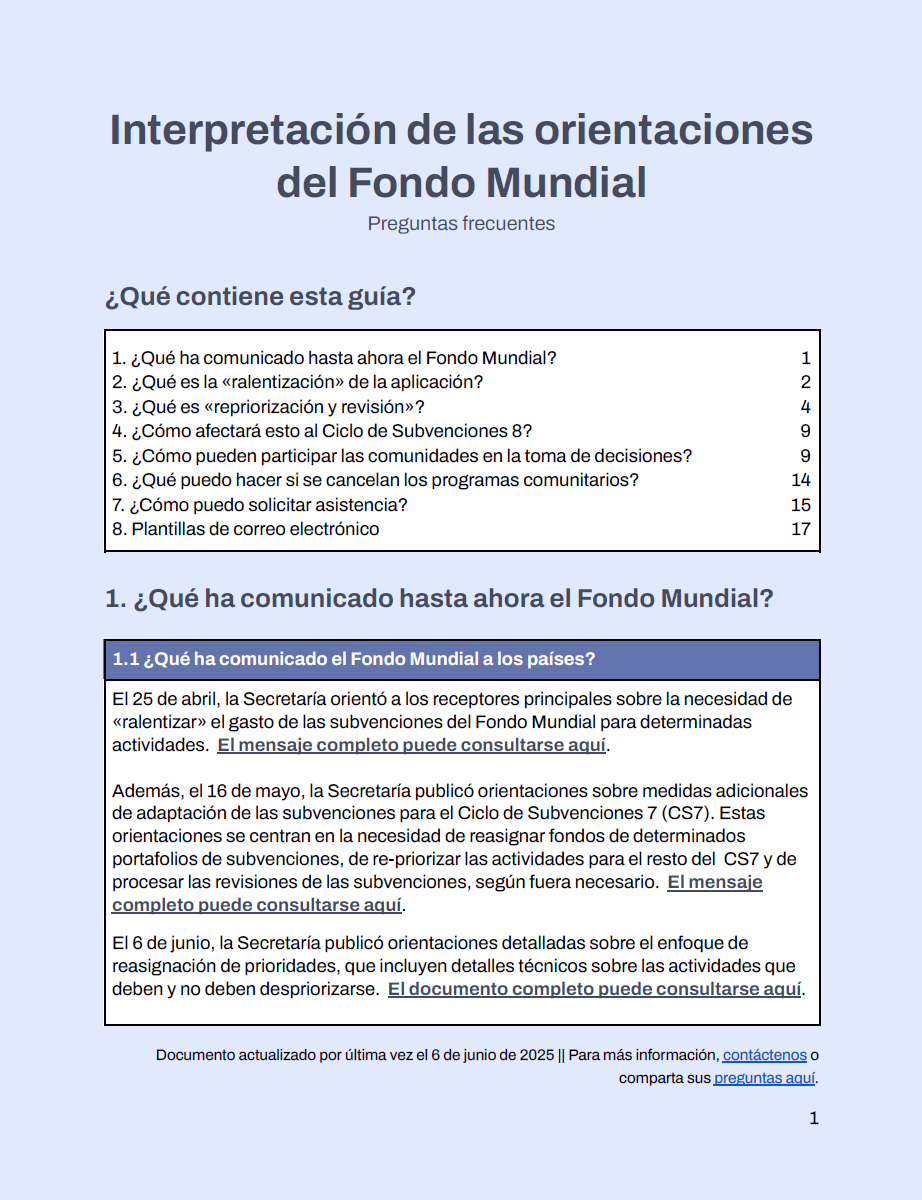 Interpretación de las orientaciones
del Fondo Mundial
Preguntas frecuentes
¿Qué contiene esta guía?
1. ¿Qué ha comunicado hasta ahora el Fondo Mundial? 1
2. ¿Qué es la «ralentización» de la aplicación? 2
3. ¿Qué es «repriorización y revisión»? 4
4. ¿Cómo afectará esto al Ciclo de Subvenciones 8? 9
5. ¿Cómo pueden participar las comunidades en la toma de decisiones? 9
6. ¿Qué puedo hacer si se cancelan los programas comunitarios? 14
7. ¿Cómo puedo solicitar asistencia? 15
8. Plantillas de correo electrónico 17
1. ¿Qué ha comunicado hasta ahora el Fondo Mundial?
1.1 ¿Qué ha comunicado el Fondo Mundial a los países?
El 25 de abril, la Secretaría orientó a los receptores principales sobre la necesidad de
«ralentizar» el gasto de las subvenciones del Fondo Mundial para determinadas
actividades. El mensaje completo puede consultarse aquí.
Además, el 16 de mayo, la Secretaría publicó orientaciones sobre medidas adicionales
de adaptación de las subvenciones para el Ciclo de Subvenciones 7 (CS7). Estas
orientaciones se centran en la necesidad de reasignar fondos de determinados
portafolios de subvenciones, de re-priorizar las actividades para el resto del CS7 y de
procesar las revisiones de las subvenciones, según fuera necesario. El mensaje
completo puede consultarse aquí.
El 6 de junio, la Secretaría publicó orientaciones detalladas sobre el enfoque de
reasignación de prioridades, que incluyen detalles técnicos sobre las actividades que
deben y no deben despriorizarse. El documento completo puede consultarse aquí.
Documento actualizado por última vez el 6 de junio de 2025 || Para más información, contáctenos o
comparta sus preguntas aquí.
1